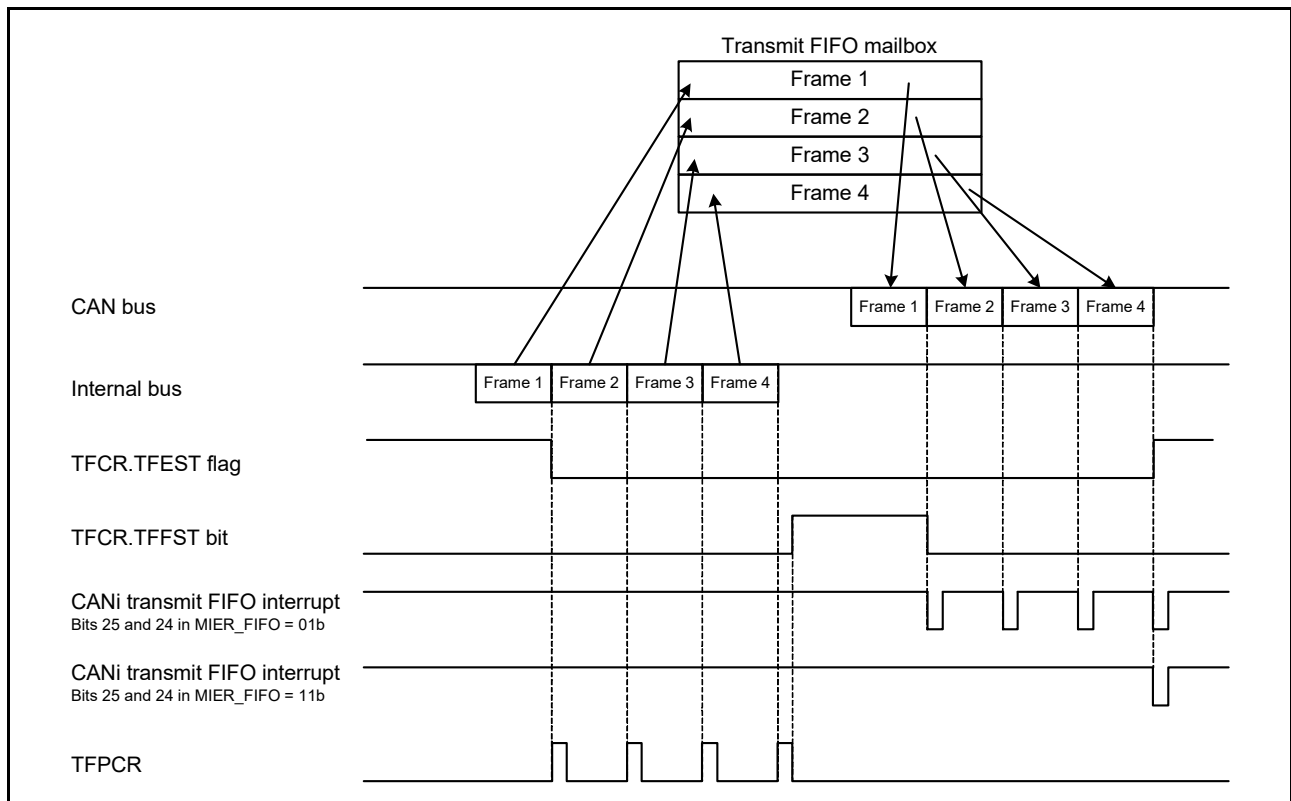 Transmit FIFO mailbox
Frame 1
Frame 2
Frame 3
Frame 4
CAN bus
Frame 1 Frame 2 Frame 3 Frame 4
Internal bus
Frame 1 Frame 2 Frame 3 Frame 4
TFCR.TFEST flag
TFCR.TFFST bit
CANi transmit FIFO interrupt
Bits 25 and 24 in MIER_FIFO = 01b
CANi transmit FIFO interrupt
Bits 25 and 24 in MIER_FIFO = 11b
TFPCR